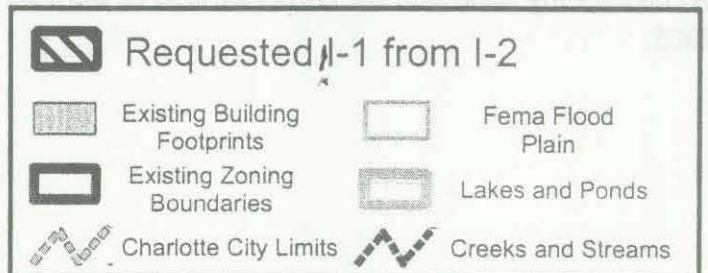 Requested I-1 from I-2
Existing Building
Footprints
Fema Flood
Plain
Existing Zoning
Boundaries
Lakes and Ponds
Charlotte City Limits
Creeks and Streams